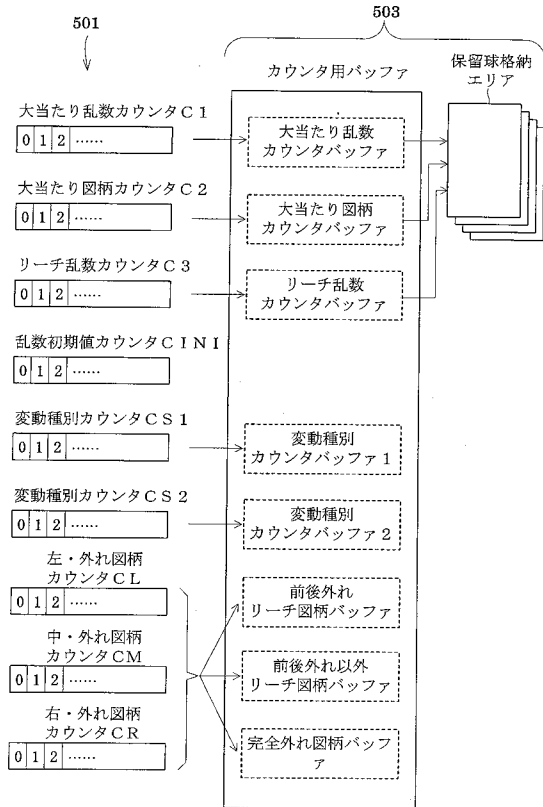 501
503
カウンタ用バッファ
保留球格納
エリア
大当たり乱数カウンタC1
0 1 2 ……
大当たり乱数
カウンタバッファ
大当たり図柄カウンタC2
0 1 2 ……
大当たり図柄
カウンタバッファ
リーチ乱数カウンタC3
0 1 2 ……
リーチ乱数
カウンタバッファ
乱数初期値カウンタCINI
0 1 2 ……
変動種別カウンタCS1
0 1 2 ……
変動種別
カウンタバッファ1
変動種別カウンタCS2
0 1 2 ……
変動種別
カウンタバッファ2
左・外れ図柄
カウンタCL
0 1 2 ……
前後外れ
リーチ図柄バッファ
中・外れ図柄
カウンタCM
0 1 2 ……
前後外れ以外
リーチ図柄バッファ
右・外れ図柄
カウンタCR
0 1 2 ……
完全外れ図柄バッフ
ァ